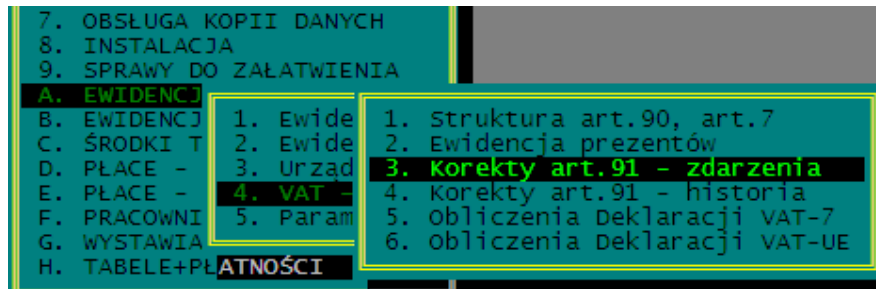 7. OBSŁUGA KOPII DANYCH
8. INSTALACJA
9. SPRAWY DO ZAŁATWIENIA
A. EWIDENCJ
B. EWIDENCJ
C. ŚRODKI T
D. PŁACE -
E. PŁACE -
F. PRACOWNI
G. WYSTAWIA
H. TABELE+PŁATNOŚCI
1. Ewide
2. Ewide
3. Urząd
4. VAT -
5. Param
1. Struktura art.90, art.7
2. Ewidencja prezentów
3. Korekty art.91 - zdarzenia
4. Korekty art.91 - historia
5. Obliczenia Deklaracji VAT-7
6. Obliczenia Deklaracji VAT-UE